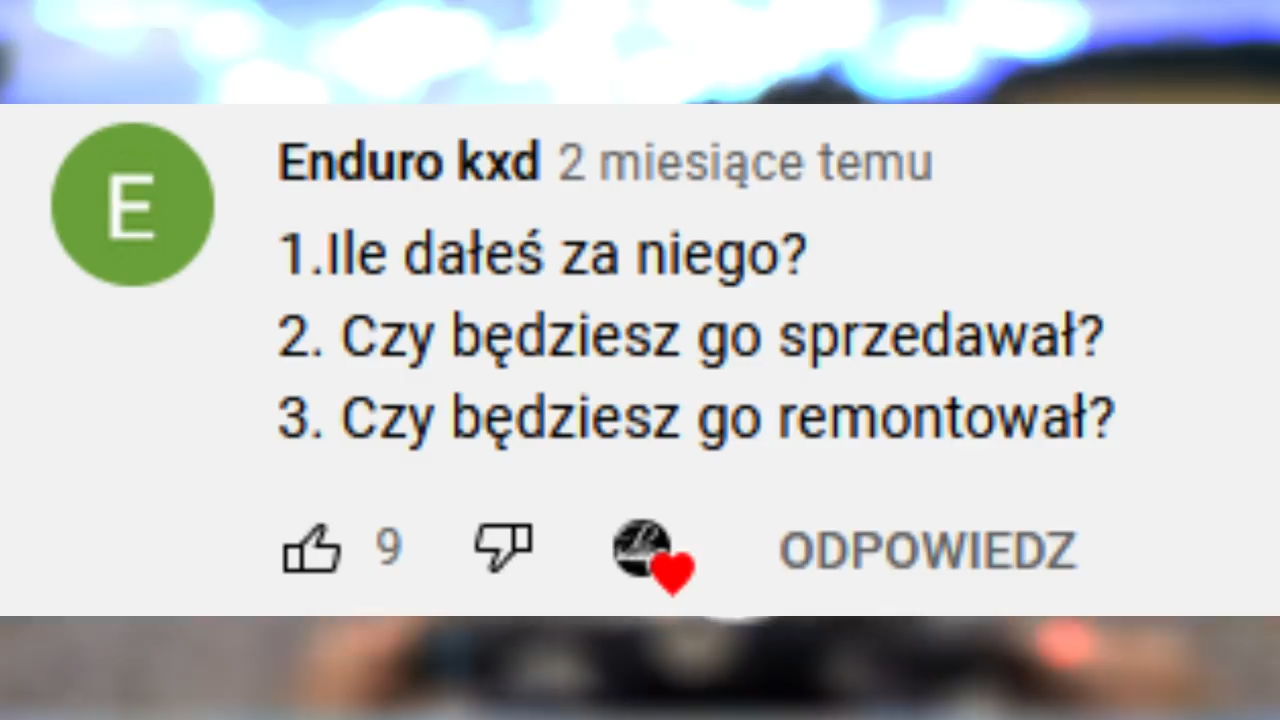 E
Enduro kxd 2 miesiące temu
1.Ile dałeś za niego?
2. Czy będziesz go sprzedawał?
3. Czy będziesz go remontował?
9 ODPOWIEDZ